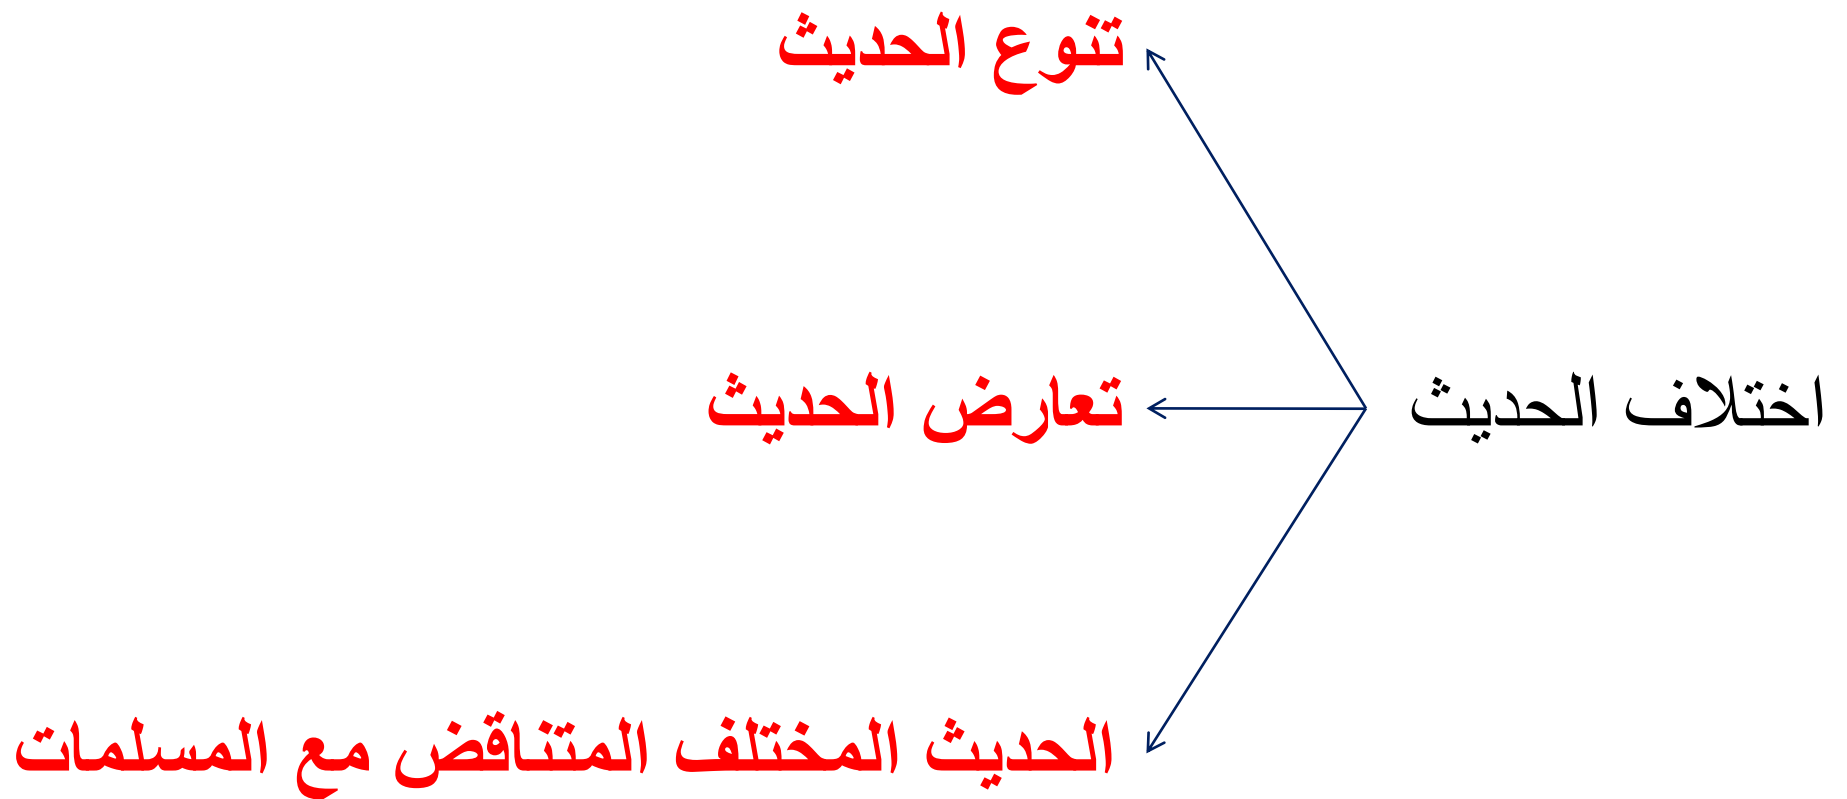 تنوع الحديث
اختلاف الحديث
تعارض الحديث
الحديث المختلف المتناقض مع المسلمات